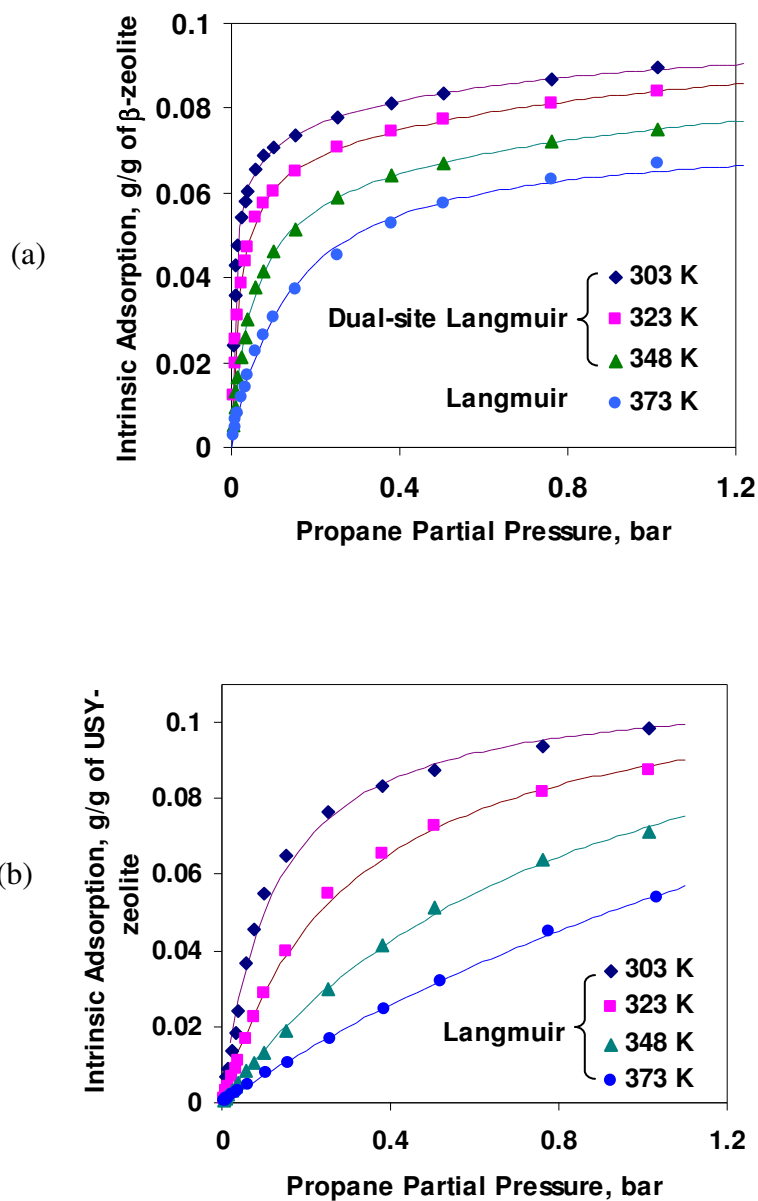 (a)
Intrinsic Adsorption, g/g of β-zeolite
0.1
0.08
0.06
0.04
0.02
0
303 K
Dual-site Langmuir
323 K
348 K
Langmuir
373 K
0
0.4
0.8
1.2
Propane Partial Pressure, bar
(b)
Intrinsic Adsorption, g/g of USY-
zeolite
0.1
0.08
0.06
0.04
0.02
0
303 K
323 K
Langmuir
348 K
373 K
0
0.4
0.8
1.2
Propane Partial Pressure, bar